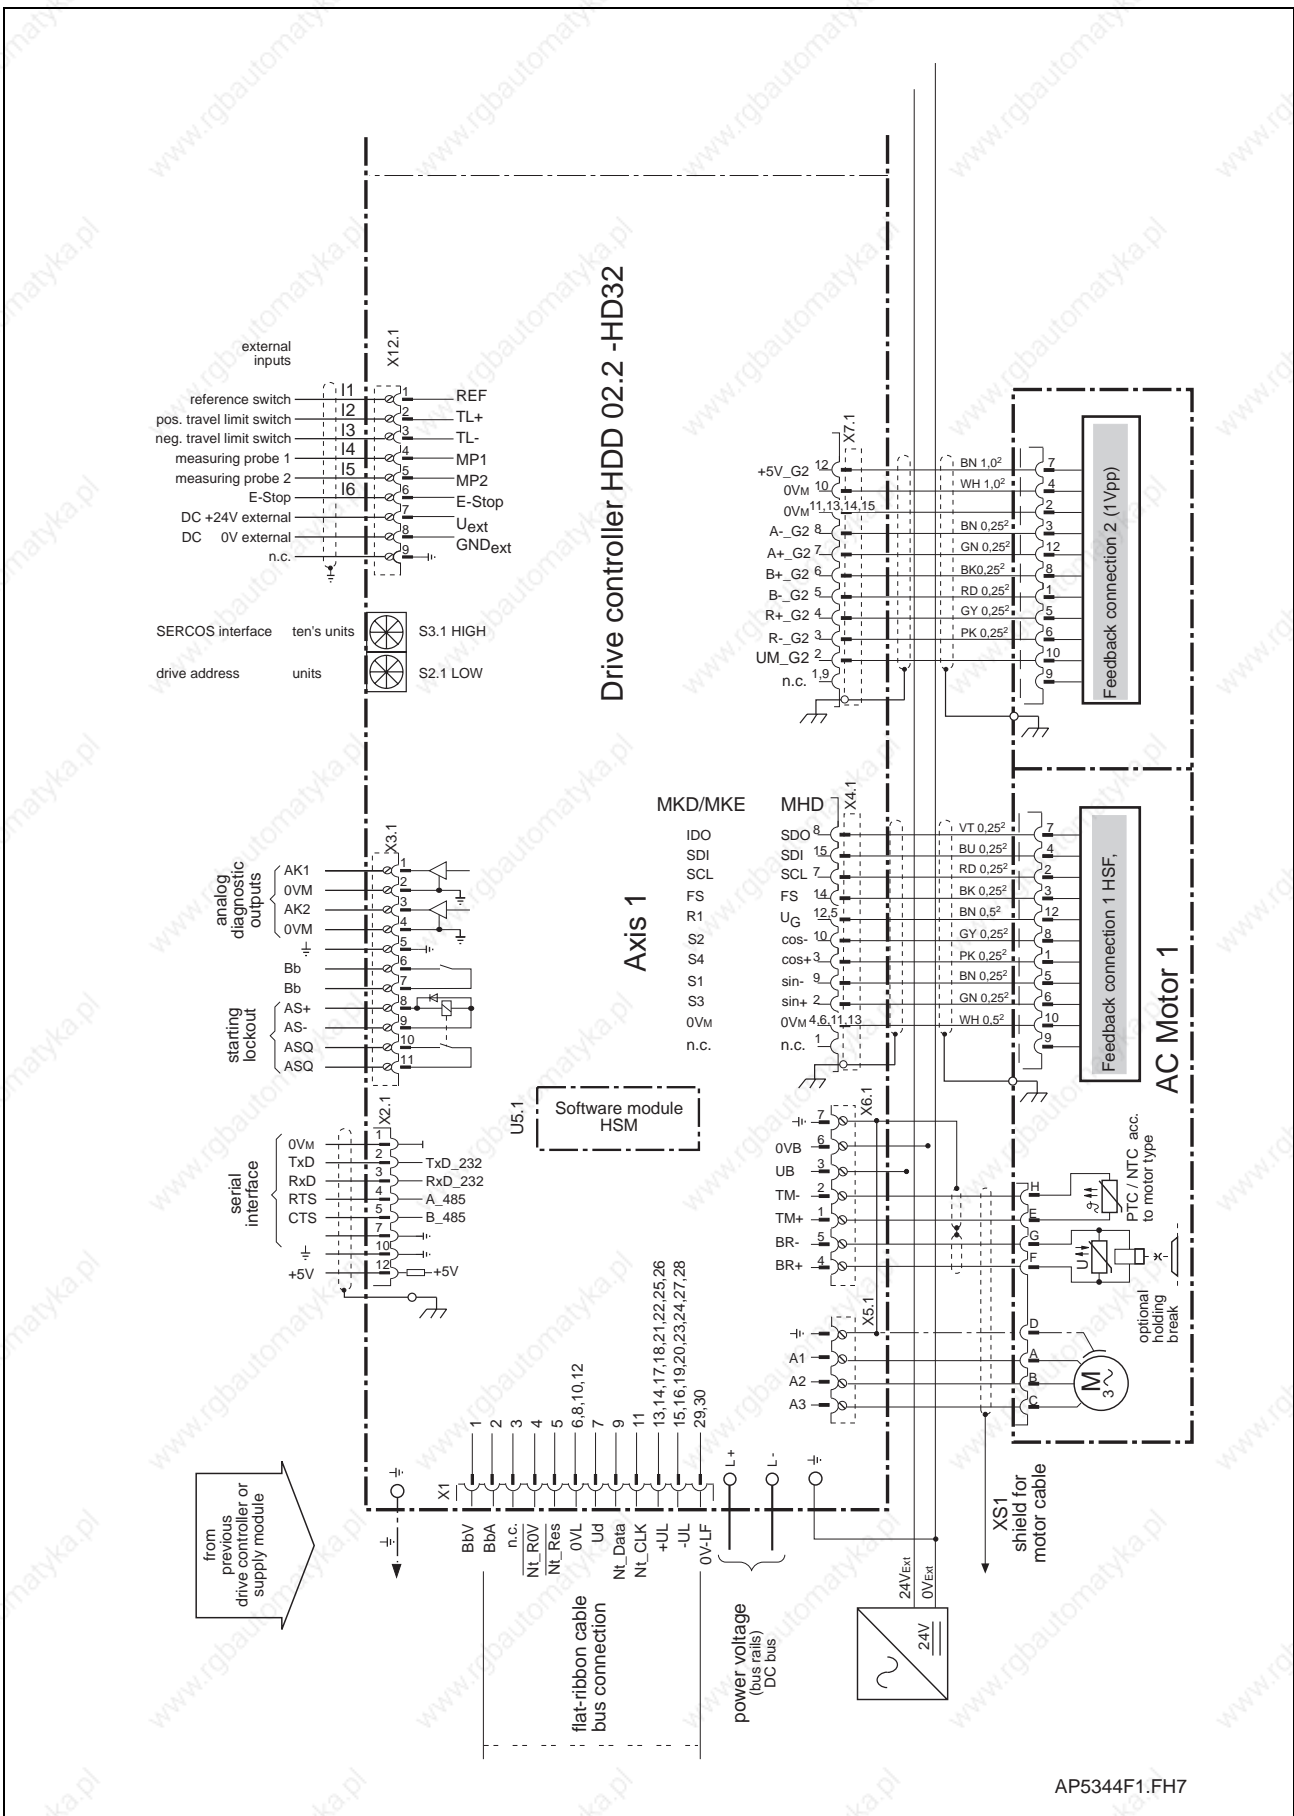 external
inputs
X12.1
reference switch I1 1 REF
pos. travel limit switch I2 2 TL+
neg. travel limit switch I3 3 TL-
measuring probe 1 I4 4 MP1
measuring probe 2 I5 5 MP2
E-Stop I6 6 E-Stop
DC +24V external 7 Uext
DC 0V external 8 GNDext
n.c. 9
SERCOS interface ten's units S3.1 HIGH
drive address units S2.1 LOW
Drive controller HDD 02.2 -HD32
X7.1
+5V_G2 12 BN 1,0² 7
0VM 10 WH 1,0² 4
0VM 11,13,14,15 2
A-_G2 8 BN 0,25² 3
A+_G2 7 GN 0,25² 12
B+_G2 6 BK0,25² 8
B-_G2 5 RD 0,25² 1
R+_G2 4 GY 0,25² 5
R-_G2 3 PK 0,25² 6
UM_G2 2 10
n.c. 1,9 9
Feedback connection 2 (1Vpp)
X3.1
analog
diagnostic
outputs
AK1 1
0VM 2
AK2 3
0VM 4
5
Bb 6
Bb 7
starting
lockout
AS+ 8
AS- 9
ASQ 10
ASQ 11
Axis 1
MKD/MKE MHD X4.1
IDO SDO 8 VT 0,25² 7
SDI SDI 15 BU 0,25² 4
SCL SCL 7 RD 0,25² 2
FS FS 14 BK 0,25² 3
R1 UG 12,5 BN 0,5² 12
S2 cos- 10 GY 0,25² 8
S4 cos+ 3 PK 0,25² 1
S1 sin- 9 BN 0,25² 5
S3 sin+ 2 GN 0,25² 6
0VM 0VM 4,6,11,13 WH 0,5² 10
n.c. n.c. 1 9
Feedback connection 1 HSF,
AC Motor 1
U5.1
Software module
HSM
X2.1
serial
interface
0VM 1
TxD 2 TxD_232
RxD 3 RxD_232
RTS 4 A_485
CTS 5 B_485
7
10
+5V 12 +5V
X6.1
7
0VB 6
UB 3
TM- 2 H
TM+ 1 E
BR- 5 G
BR+ 4 F
PTC / NTC acc.
to motor type
ϑ
U
optional
holding
break
X5.1
D
A1 A
A2 B
A3 C
M
3
from
previous
drive controller or
supply module
X1
1 BbV
2 BbA
3 n.c.
4 Nt_R0V
5 Nt_Res
6,8,10,12 0VL
7 Ud
9 Nt_Data
11 Nt_CLK
13,14,17,18,21,22,25,26 +UL
15,16,19,20,23,24,27,28 -UL
29,30 0V-LF
L+
L-
flat-ribbon cable
bus connection
power voltage
(bus rails)
DC bus
24VExt
0VExt
24V
XS1
shield for
motor cable
AP5344F1.FH7
www.rgbautomatyka.pl